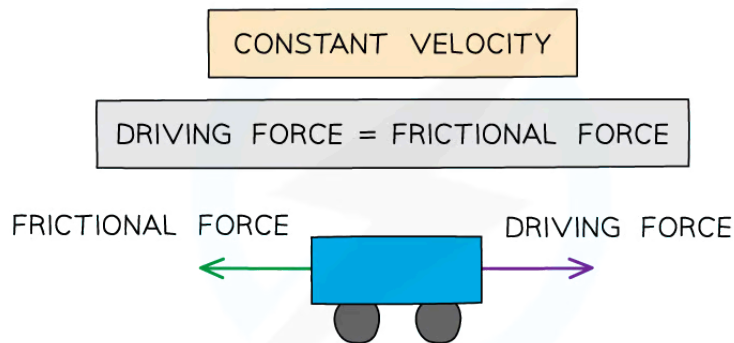 CONSTANT VELOCITY
DRIVING FORCE = FRICTIONAL FORCE
FRICTIONAL FORCE
DRIVING FORCE